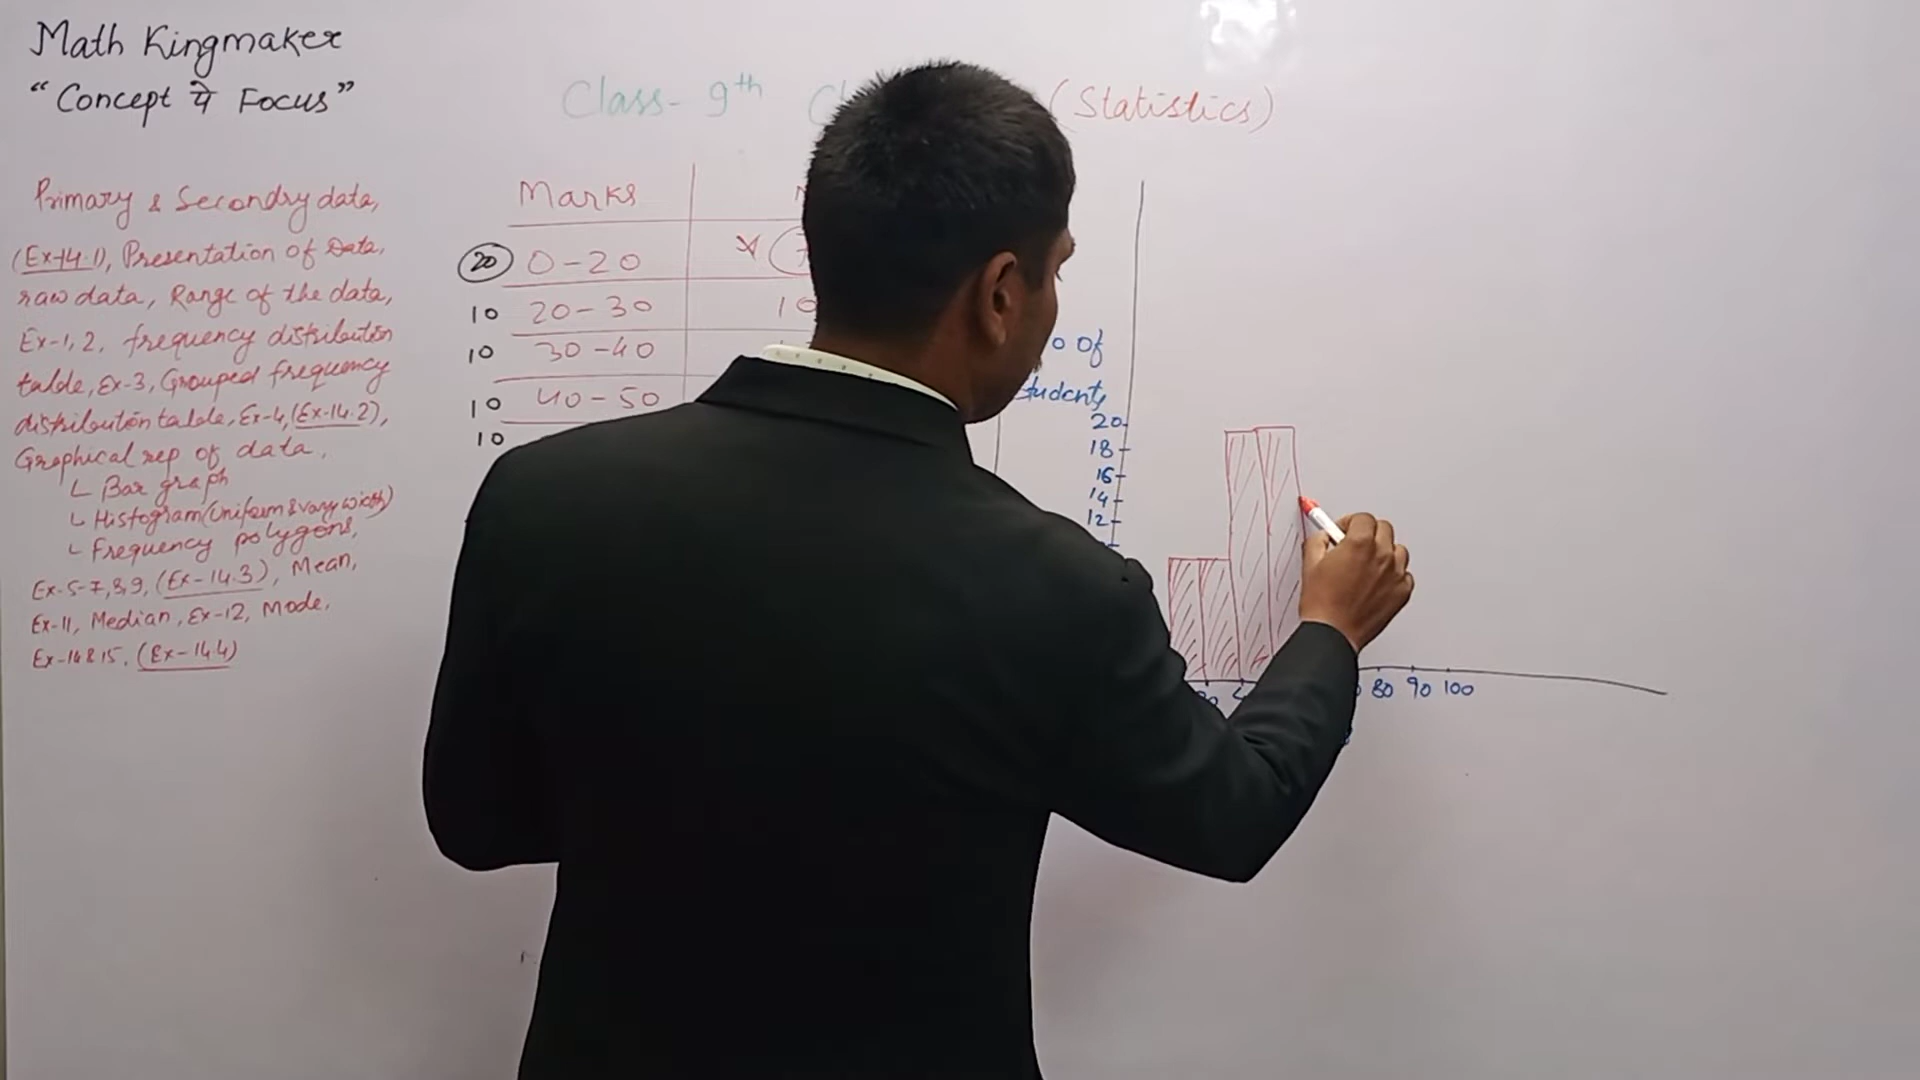 Math Kingmaker
"Concept पे Focus"
Class- 9th (Statistics)
Primary & Secondry data,
(Ex-14.1), Presentation of Data,
raw data, Range of the data,
Ex-1, 2, frequency distribution
table, Ex-3, Grouped frequency
distribution table, Ex-4, (Ex-14.2),
Graphical rep of data,
Bar graph
Histogram (Uniform & vary width)
Frequency polygons,
Ex-5-7, 8, 9, (Ex-14.3), Mean,
Ex-11, Median, Ex-12, Mode,
Ex-14 & 15, (Ex-14.4)
Marks
20 0-20
10 20-30 10
10 30-40
10 40-50
10
of
students
20
18
16
14
12
80 90 100